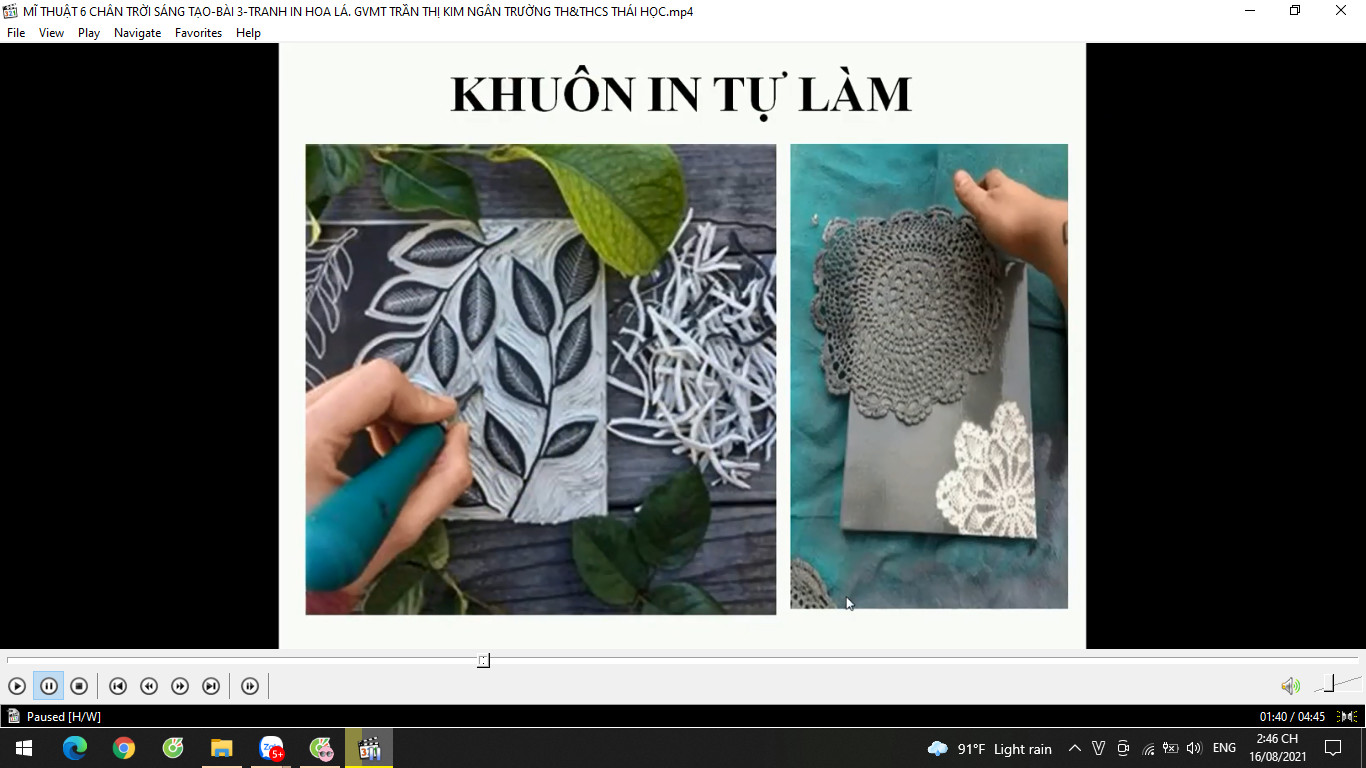 MĨ THUẬT 6 CHÂN TRỜI SÁNG TẠO-BÀI 3-TRANH IN HOA LÁ. GVMT TRẦN THỊ KIM NGÂN TRƯỜNG TH&THCS THÁI HỌC.mp4
File View Play Navigate Favorites Help
KHUÔN IN TỰ LÀM
Paused [H/W]
01:40 / 04:45
5+
91°F Light rain
ENG
2:46 CH
16/08/2021